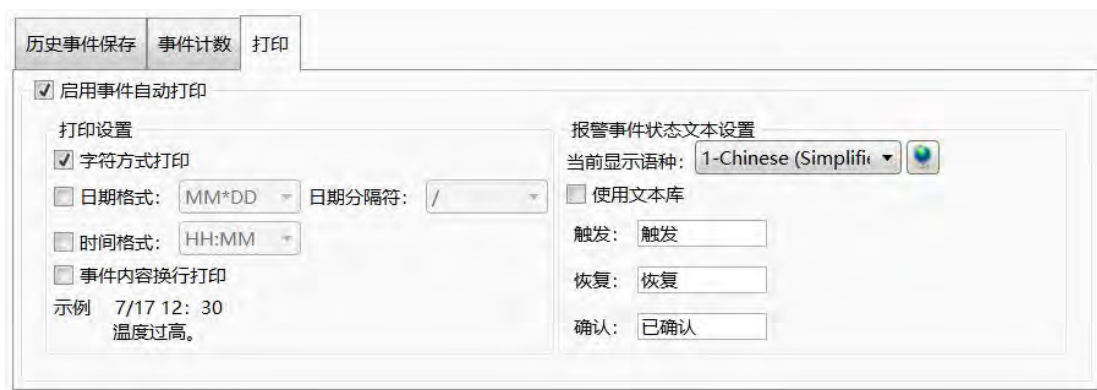 历史事件保存 事件计数 打印
启用事件自动打印
打印设置
字符方式打印
日期格式： MM*DD 日期分隔符： /
时间格式： HH:MM
事件内容换行打印
示例 7/17 12：30
温度过高。
报警事件状态文本设置
当前显示语种： 1-Chinese (Simplifi
使用文本库
触发： 触发
恢复： 恢复
确认： 已确认